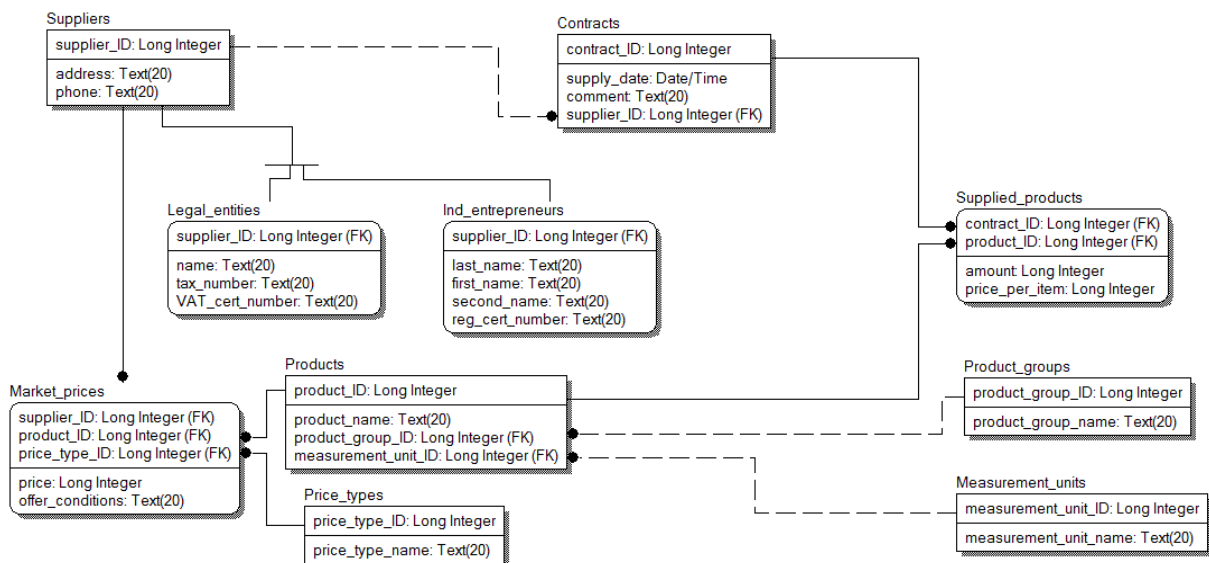 Suppliers
supplier_ID: Long Integer
address: Text(20)
phone: Text(20)
Contracts
contract_ID: Long Integer
supply_date: Date/Time
comment: Text(20)
supplier_ID: Long Integer (FK)
Legal_entities
supplier_ID: Long Integer (FK)
name: Text(20)
tax_number: Text(20)
VAT_cert_number: Text(20)
Ind_entrepreneurs
supplier_ID: Long Integer (FK)
last_name: Text(20)
first_name: Text(20)
second_name: Text(20)
reg_cert_number: Text(20)
Supplied_products
contract_ID: Long Integer (FK)
product_ID: Long Integer (FK)
amount: Long Integer
price_per_item: Long Integer
Market_prices
supplier_ID: Long Integer (FK)
product_ID: Long Integer (FK)
price_type_ID: Long Integer (FK)
price: Long Integer
offer_conditions: Text(20)
Products
product_ID: Long Integer
product_name: Text(20)
product_group_ID: Long Integer (FK)
measurement_unit_ID: Long Integer (FK)
Product_groups
product_group_ID: Long Integer
product_group_name: Text(20)
Price_types
price_type_ID: Long Integer
price_type_name: Text(20)
Measurement_units
measurement_unit_ID: Long Integer
measurement_unit_name: Text(20)